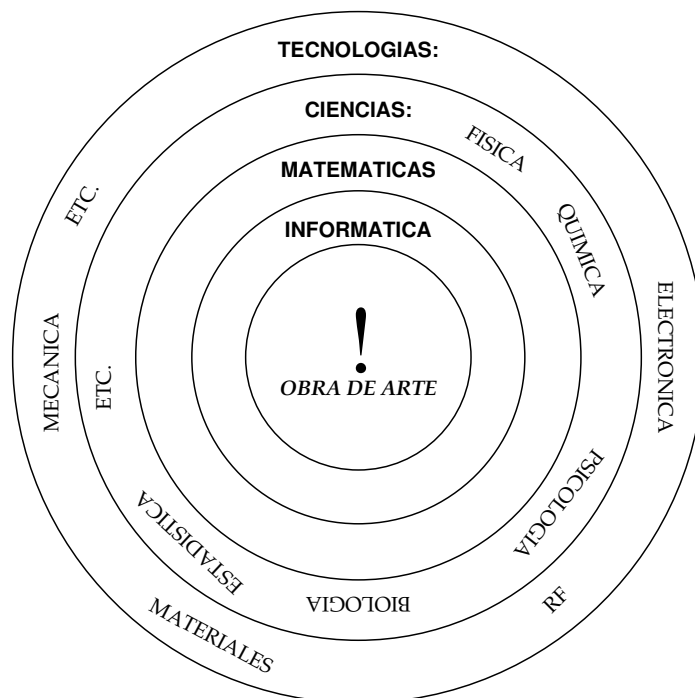 TECNOLOGIAS:
CIENCIAS:
FISICA
MATEMATICAS
ETC.
QUIMICA
INFORMATICA
ELECTRONICA
!
MECANICA
ETC.
OBRA DE ARTE
PSICOLOGIA
ESTADISTICA
BIOLOGIA
RF
MATERIALES